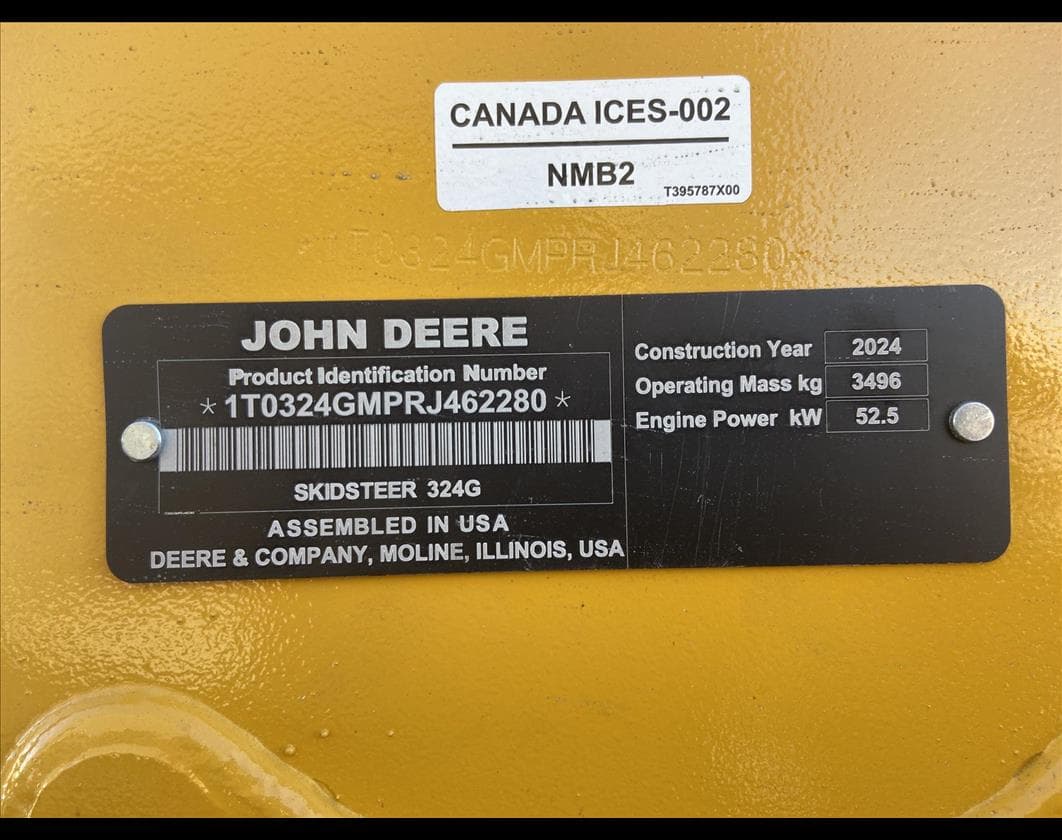 CANADA ICES-002
NMB2
T395787X00
*1T0324GMPRJ462280
JOHN DEERE
Product Identification Number
*1T0324GMPRJ462280*
SKIDSTEER 324G
ASSEMBLED IN USA
DEERE & COMPANY, MOLINE, ILLINOIS, USA
Construction Year 2024
Operating Mass kg 3496
Engine Power kW 52.5